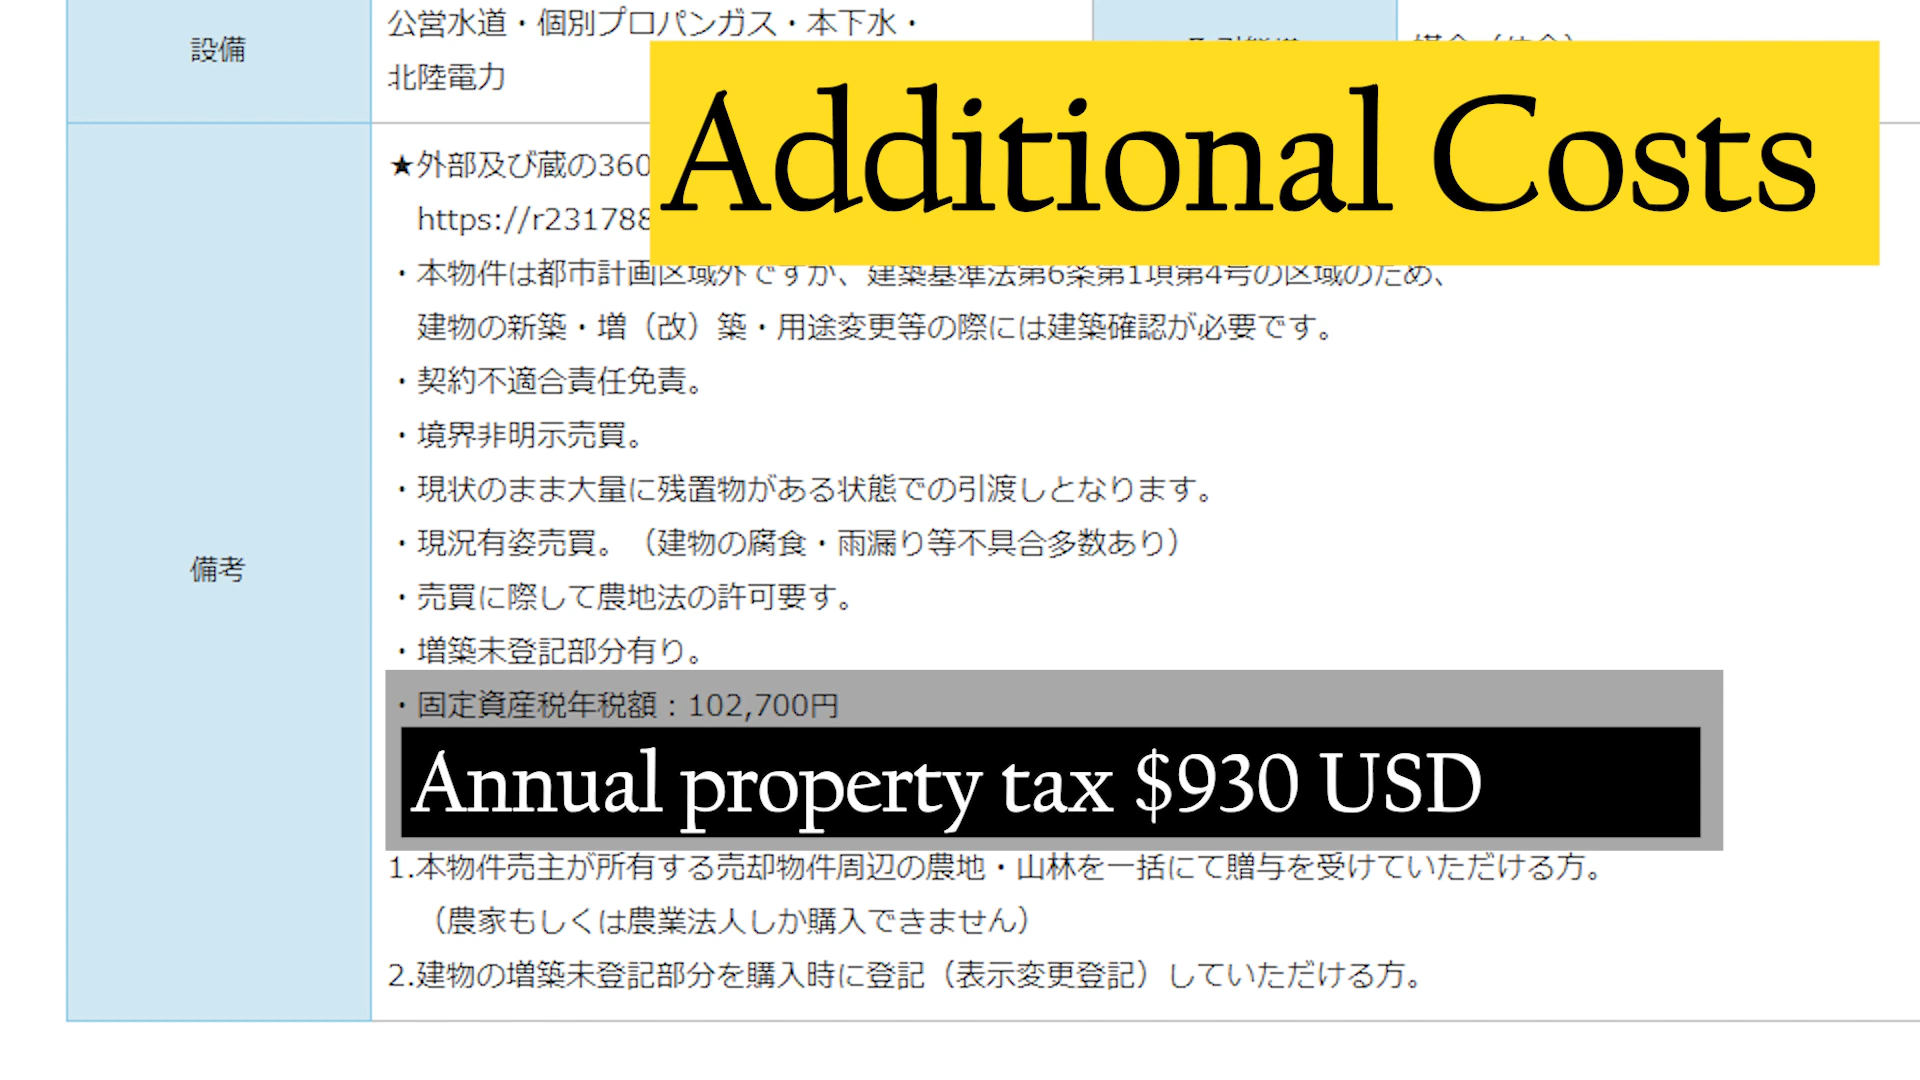 公営水道・個別プロパンガス・本下水・
設備
北陸電力
Additional Costs
★外部及び蔵の360
https://r231788
・本物件は都市計画区域外ですが、建築基準法第6条第1項第4号の区域のため、
建物の新築・増（改）築・用途変更等の際には建築確認が必要です。
・契約不適合責任免責。
・境界非明示売買。
・現状のまま大量に残置物がある状態での引渡しとなります。
・現況有姿売買。（建物の腐食・雨漏り等不具合多数あり）
備考
・売買に際して農地法の許可要す。
・増築未登記部分有り。
・固定資産税年税額：102,700円
Annual property tax $930 USD
1.本物件売主が所有する売却物件周辺の農地・山林を一括にて贈与を受けていただける方。
（農家もしくは農業法人しか購入できません）
2.建物の増築未登記部分を購入時に登記（表示変更登記）していただける方。